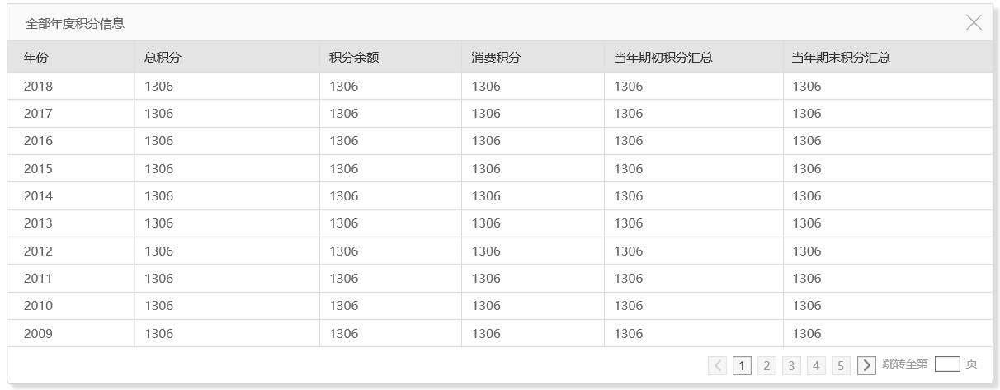 全部年度积分信息
年份 总积分 积分余额 消费积分 当年期初积分汇总 当年期末积分汇总
2018 1306 1306 1306 1306 1306
2017 1306 1306 1306 1306 1306
2016 1306 1306 1306 1306 1306
2015 1306 1306 1306 1306 1306
2014 1306 1306 1306 1306 1306
2013 1306 1306 1306 1306 1306
2012 1306 1306 1306 1306 1306
2011 1306 1306 1306 1306 1306
2010 1306 1306 1306 1306 1306
2009 1306 1306 1306 1306 1306
1 2 3 4 5 跳转至第 页